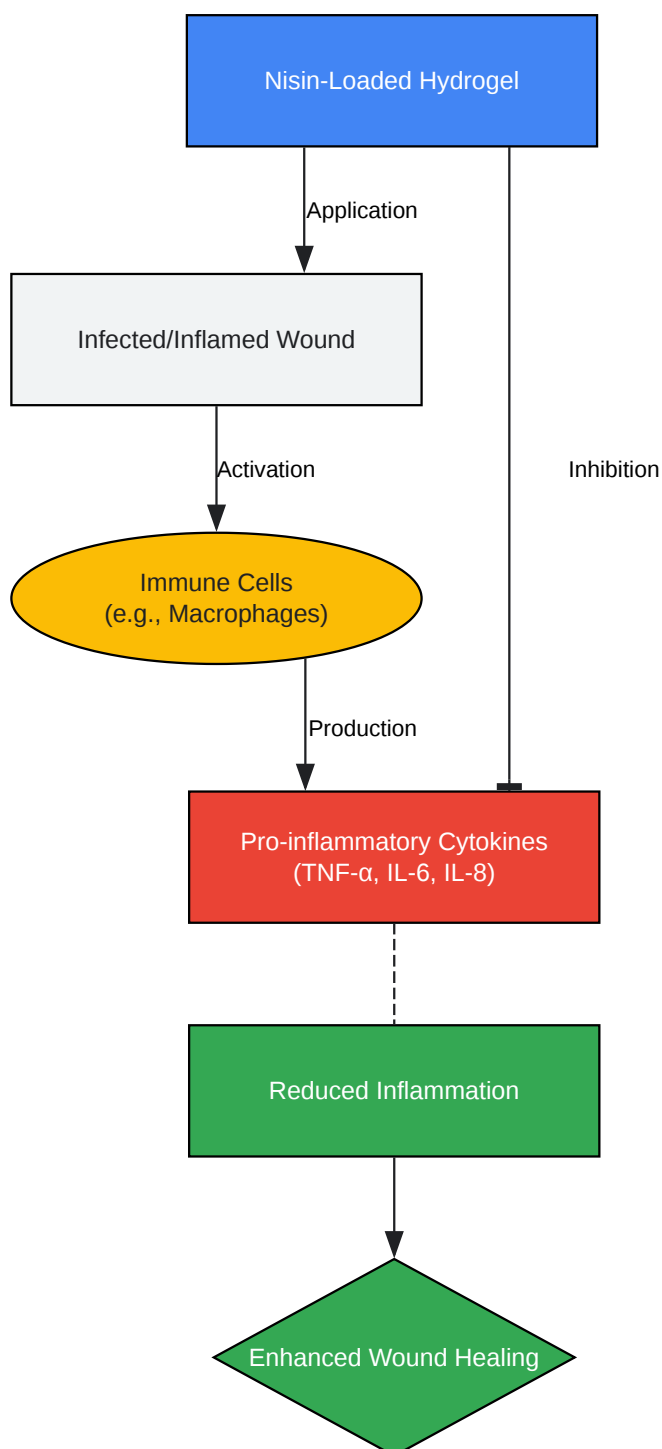 Nisin-Loaded Hydrogel
Application
Infected/Inflamed Wound
Activation
Inhibition
Immune Cells
(e.g., Macrophages)
Production
Pro-inflammatory Cytokines
(TNF-α, IL-6, IL-8)
Reduced Inflammation
Enhanced Wound Healing